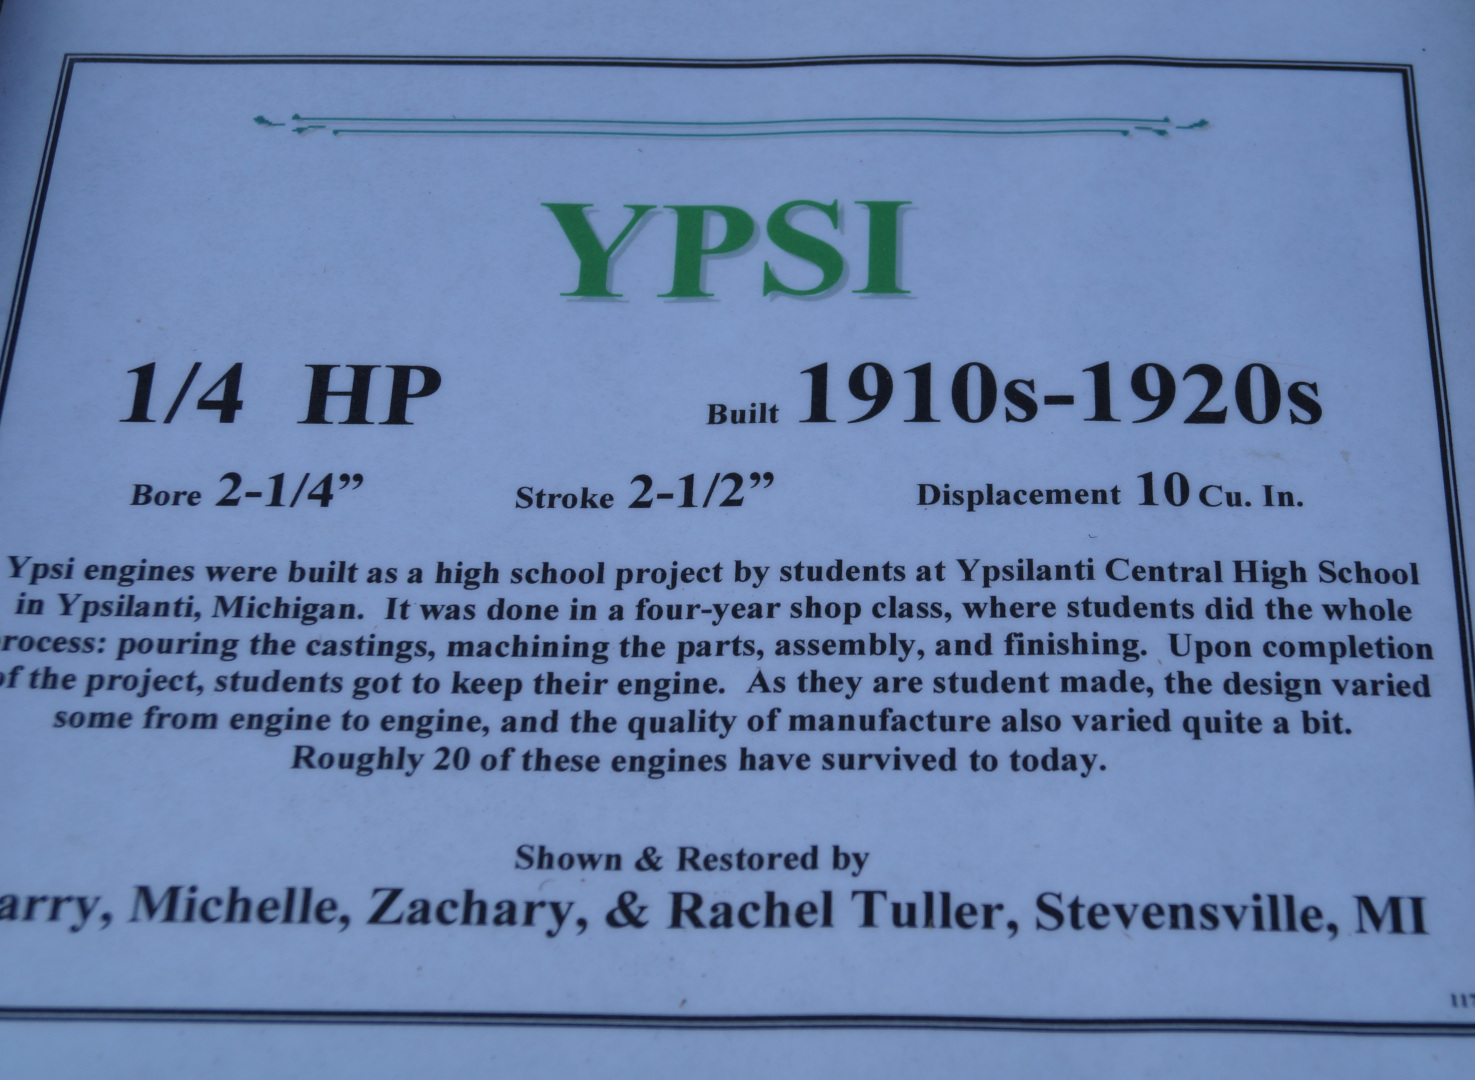 YPSI
1/4 HP Built 1910s-1920s
Bore 2-1/4” Stroke 2-1/2” Displacement 10 Cu. In.
Ypsi engines were built as a high school project by students at Ypsilanti Central High School
in Ypsilanti, Michigan. It was done in a four-year shop class, where students did the whole
rocess: pouring the castings, machining the parts, assembly, and finishing. Upon completion
of the project, students got to keep their engine. As they are student made, the design varied
some from engine to engine, and the quality of manufacture also varied quite a bit.
Roughly 20 of these engines have survived to today.
Shown & Restored by
arry, Michelle, Zachary, & Rachel Tuller, Stevensville, MI